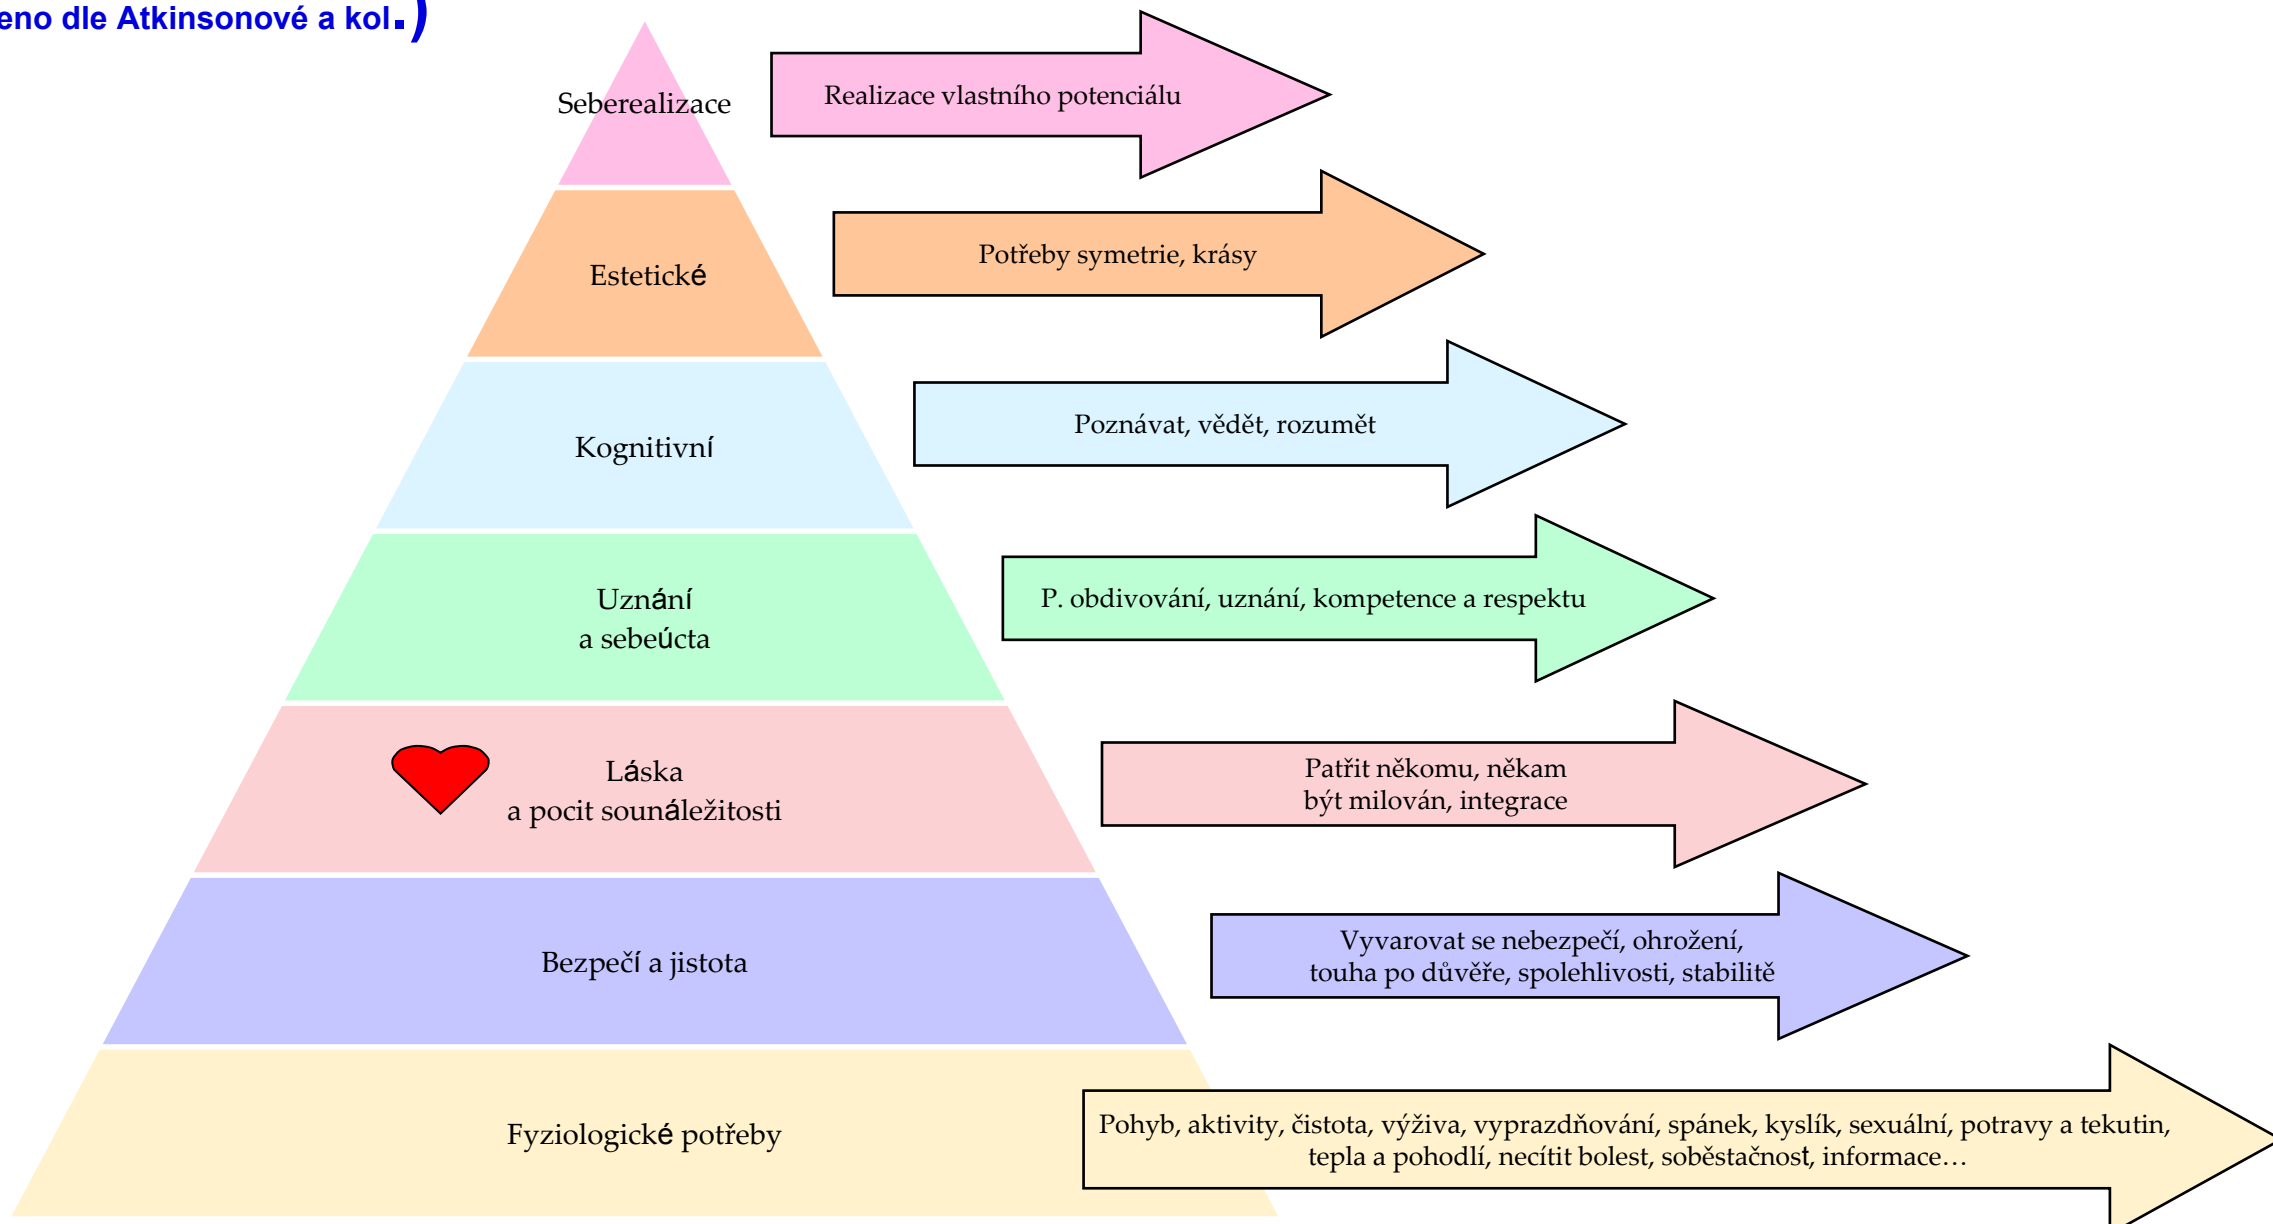 dle Atkinsonové a kol.)
Seberealizace
Realizace vlastního potenciálu
Estetické
Potřeby symetrie, krásy
Kognitivní
Poznávat, vědět, rozumět
Uznání
a sebeúcta
P. obdivování, uznání, kompetence a respektu
Láska
a pocit sounáležitosti
Patřit někomu, někam
být milován, integrace
Bezpečí a jistota
Vyvarovat se nebezpečí, ohrožení,
touha po důvěře, spolehlivosti, stabilitě
Fyziologické potřeby
Pohyb, aktivity, čistota, výživa, vyprazdňování, spánek, kyslík, sexuální, potravy a tekutin,
tepla a pohodlí, necítit bolest, soběstačnost, informace…